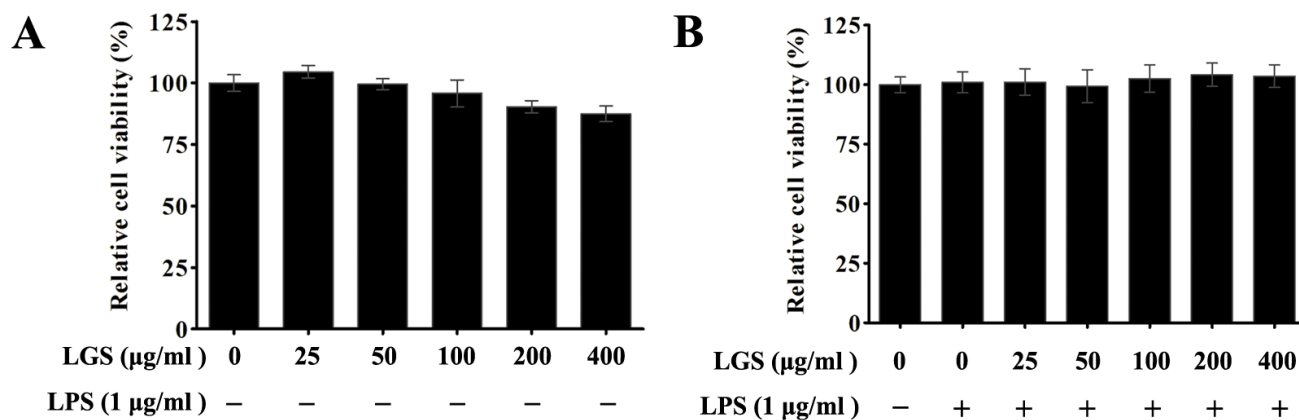 A
Relative cell viability (%)
125
100
75
50
25
0
LGS (µg/ml ) 0 25 50 100 200 400
LPS (1 µg/ml ) – – – – – –
B
Relative cell viability (%)
125
100
75
50
25
0
LGS (µg/ml ) 0 0 25 50 100 200 400
LPS (1 µg/ml ) – + + + + + +